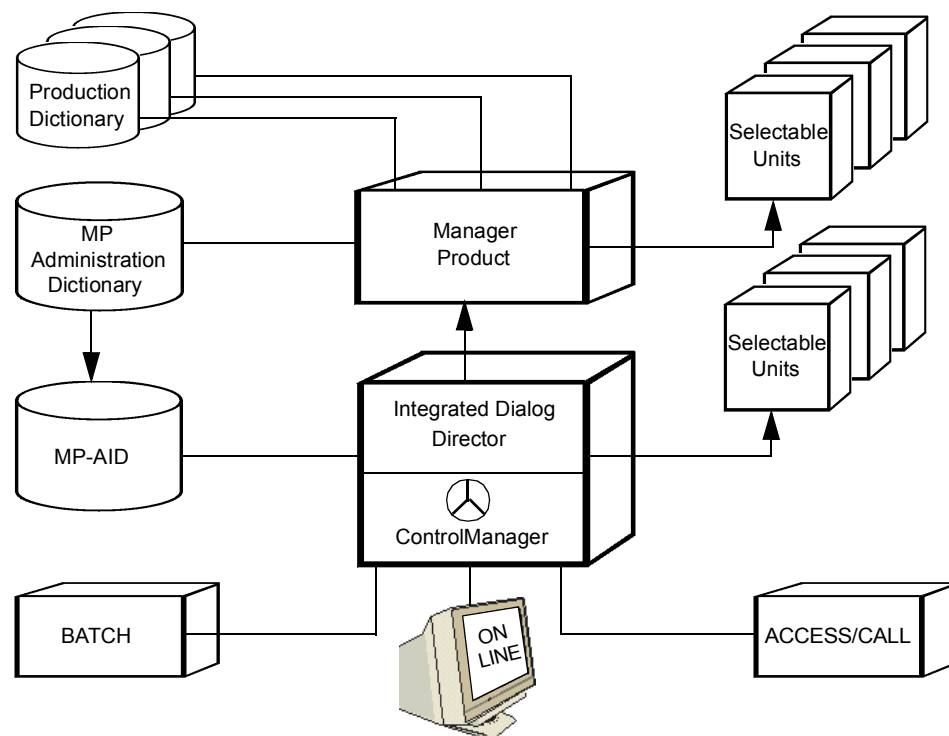 Production
Dictionary
Selectable
Units
MP
Administration
Dictionary
Manager
Product
Selectable
Units
MP-AID
Integrated Dialog
Director
ControlManager
BATCH
ON
LINE
ACCESS/CALL